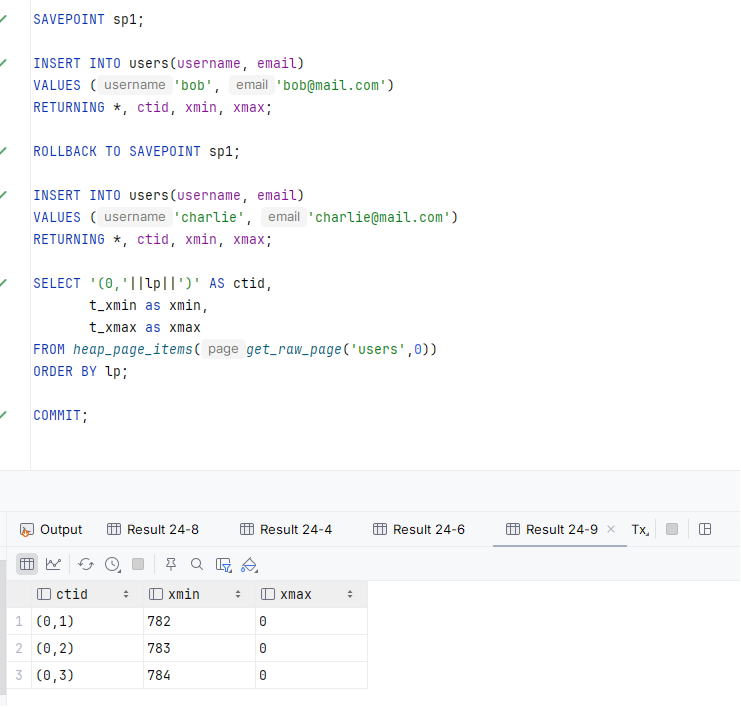 SAVEPOINT sp1;
INSERT INTO users(username, email)
VALUES ( username 'bob', email 'bob@mail.com')
RETURNING *, ctid, xmin, xmax;
ROLLBACK TO SAVEPOINT sp1;
INSERT INTO users(username, email)
VALUES ( username 'charlie', email 'charlie@mail.com')
RETURNING *, ctid, xmin, xmax;
SELECT '(0,'||lp||')' AS ctid,
t_xmin as xmin,
t_xmax as xmax
FROM heap_page_items( page get_raw_page('users',0))
ORDER BY lp;
COMMIT;
Output Result 24-8 Result 24-4 Result 24-6 Result 24-9 × Tx
ctid xmin xmax
1 (0,1) 782 0
2 (0,2) 783 0
3 (0,3) 784 0